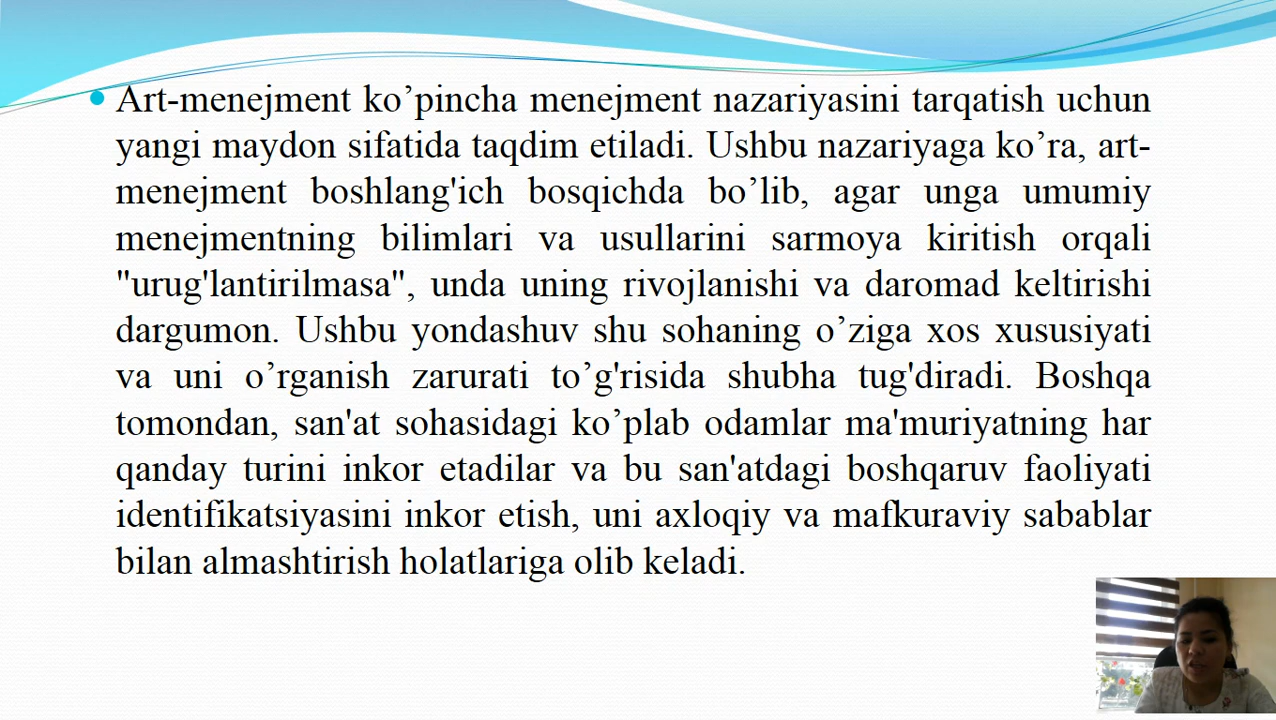 Art-menejment ko’pincha menejment nazariyasini tarqatish uchun
yangi maydon sifatida taqdim etiladi. Ushbu nazariyaga ko’ra, art-
menejment boshlang'ich bosqichda bo’lib, agar unga umumiy
menejmentning bilimlari va usullarini sarmoya kiritish orqali
"urug'lantirilmasa", unda uning rivojlanishi va daromad keltirishi
dargumon. Ushbu yondashuv shu sohaning o’ziga xos xususiyati
va uni o’rganish zarurati to’g'risida shubha tug'diradi. Boshqa
tomondan, san'at sohasidagi ko’plab odamlar ma'muriyatning har
qanday turini inkor etadilar va bu san'atdagi boshqaruv faoliyati
identifikatsiyasini inkor etish, uni axloqiy va mafkuraviy sabablar
bilan almashtirish holatlariga olib keladi.